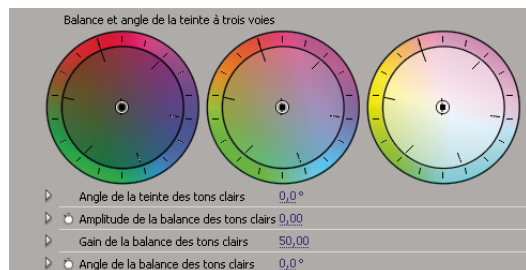 Balance et angle de la teinte à trois voies
Angle de la teinte des tons clairs 0,0°
Amplitude de la balance des tons clairs 0,00
Gain de la balance des tons clairs 50,00
Angle de la balance des tons clairs 0,0°